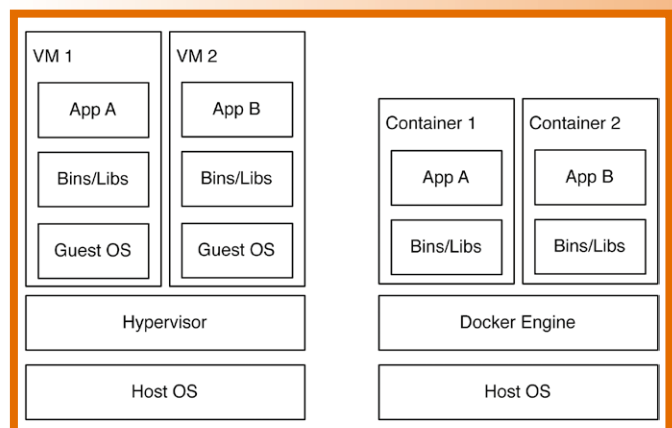 VM 1
App A
Bins/Libs
Guest OS
VM 2
App B
Bins/Libs
Guest OS
Hypervisor
Host OS
Container 1
App A
Bins/Libs
Container 2
App B
Bins/Libs
Docker Engine
Host OS